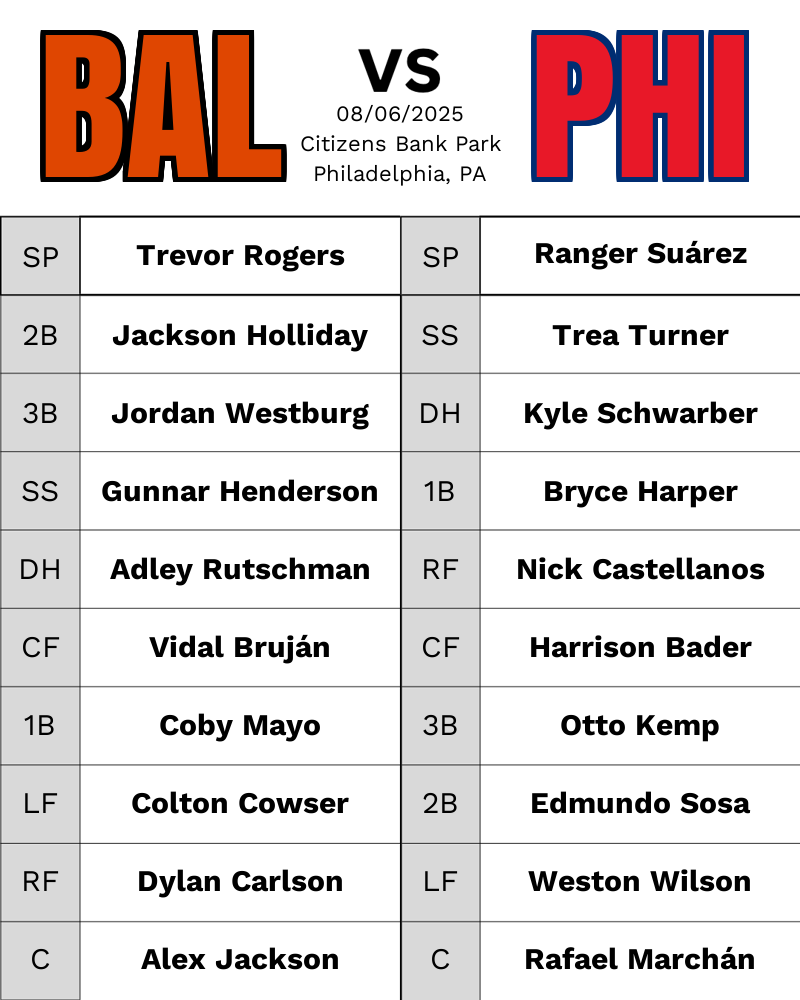 BAL VS PHI
08/06/2025
Citizens Bank Park
Philadelphia, PA
SP Trevor Rogers SP Ranger Suárez
2B Jackson Holliday SS Trea Turner
3B Jordan Westburg DH Kyle Schwarber
SS Gunnar Henderson 1B Bryce Harper
DH Adley Rutschman RF Nick Castellanos
CF Vidal Bruján CF Harrison Bader
1B Coby Mayo 3B Otto Kemp
LF Colton Cowser 2B Edmundo Sosa
RF Dylan Carlson LF Weston Wilson
C Alex Jackson C Rafael Marchán